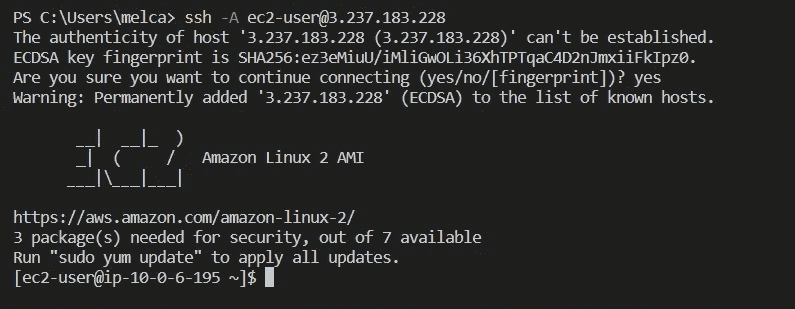 PS C:\Users\melca> ssh -A ec2-user@3.237.183.228
The authenticity of host '3.237.183.228 (3.237.183.228)' can't be established.
ECDSA key fingerprint is SHA256:ez3eMiuU/iMliGwOLi36XhTPTqaC4D2nJmxiiFkIpz0.
Are you sure you want to continue connecting (yes/no/[fingerprint])? yes
Warning: Permanently added '3.237.183.228' (ECDSA) to the list of known hosts.
       __|  __|_  )
       _|  (     /   Amazon Linux 2 AMI
      ___|\___|___|
https://aws.amazon.com/amazon-linux-2/
3 package(s) needed for security, out of 7 available
Run "sudo yum update" to apply all updates.
[ec2-user@ip-10-0-6-195 ~]$